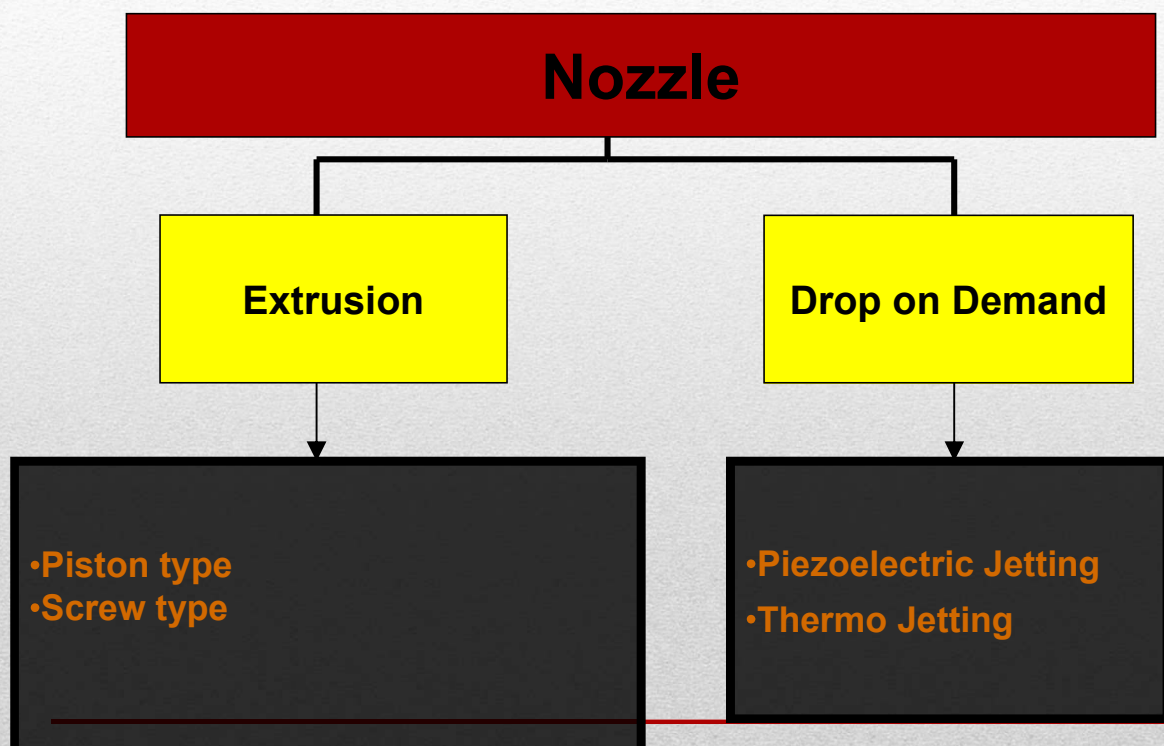 Nozzle
Extrusion
Drop on Demand
•Piston type
•Screw type
•Piezoelectric Jetting
•Thermo Jetting